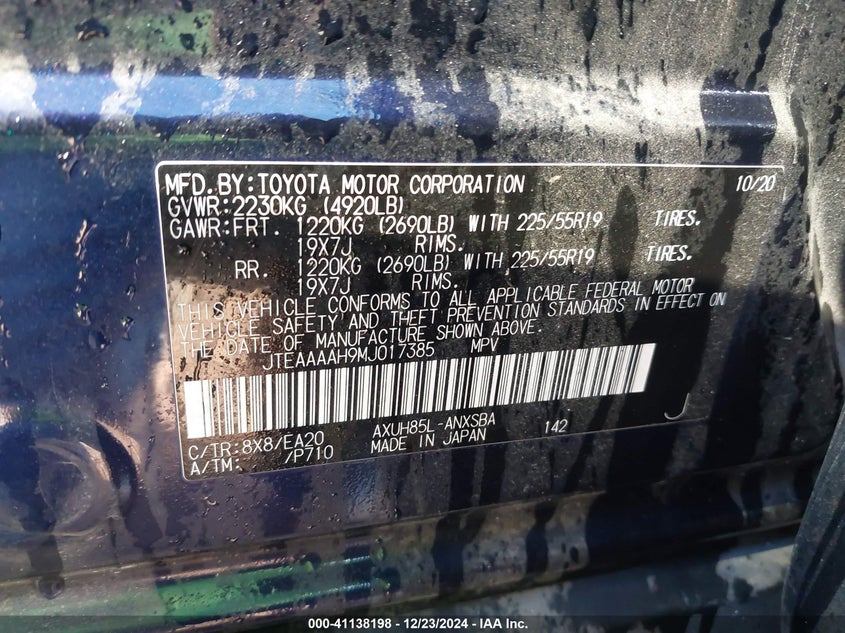 MFD.BY:TOYOTA MOTOR CORPORATION 10/20
GVWR:2230KG (4920LB)
GAWR:FRT. 1220KG (2690LB) WITH 225/55R19 TIRES.
19X7J RIMS.
RR. 1220KG (2690LB) WITH 225/55R19 TIRES.
19X7J RIMS.
THIS VEHICLE CONFORMS TO ALL APPLICABLE FEDERAL MOTOR
VEHICLE SAFETY AND THEFT PREVENTION STANDARDS IN EFFECT ON
THE DATE OF MANUFACTURE SHOWN ABOVE.
JTEAAAAH9MJ017385 MPV
AXUH85L-ANXSBA 142 J
C/TR:8X8/EA20 MADE IN JAPAN
A/TM: /P710
000-41138198 - 12/23/2024 - IAA Inc.